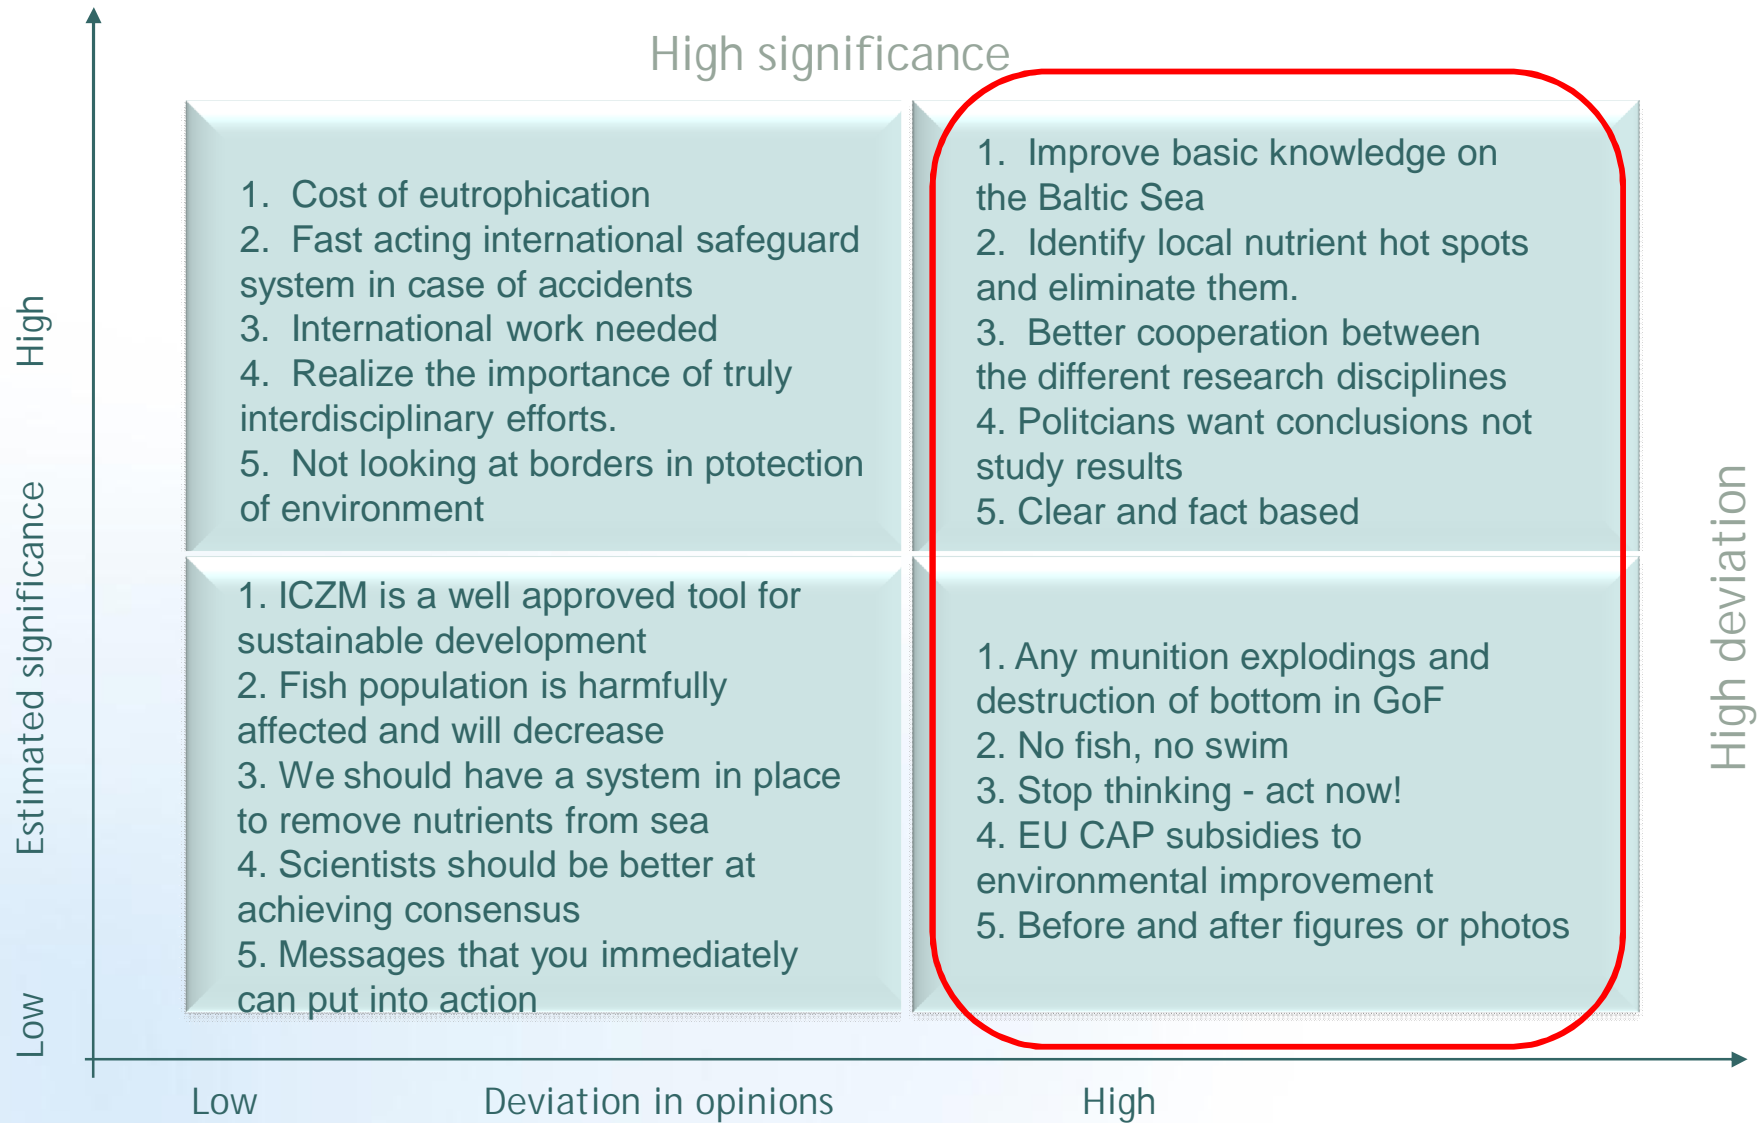 High significance
1. Cost of eutrophication
2. Fast acting international safeguard
system in case of accidents
3. International work needed
4. Realize the importance of truly
interdisciplinary efforts.
5. Not looking at borders in ptotection
of environment
1. Improve basic knowledge on
the Baltic Sea
2. Identify local nutrient hot spots
and eliminate them.
3. Better cooperation between
the different research disciplines
4. Politcians want conclusions not
study results
5. Clear and fact based
1. ICZM is a well approved tool for
sustainable development
2. Fish population is harmfully
affected and will decrease
3. We should have a system in place
to remove nutrients from sea
4. Scientists should be better at
achieving consensus
5. Messages that you immediately
can put into action
1. Any munition explodings and
destruction of bottom in GoF
2. No fish, no swim
3. Stop thinking - act now!
4. EU CAP subsidies to
environmental improvement
5. Before and after figures or photos
High
Estimated significance
Low
High deviation
Low
Deviation in opinions
High